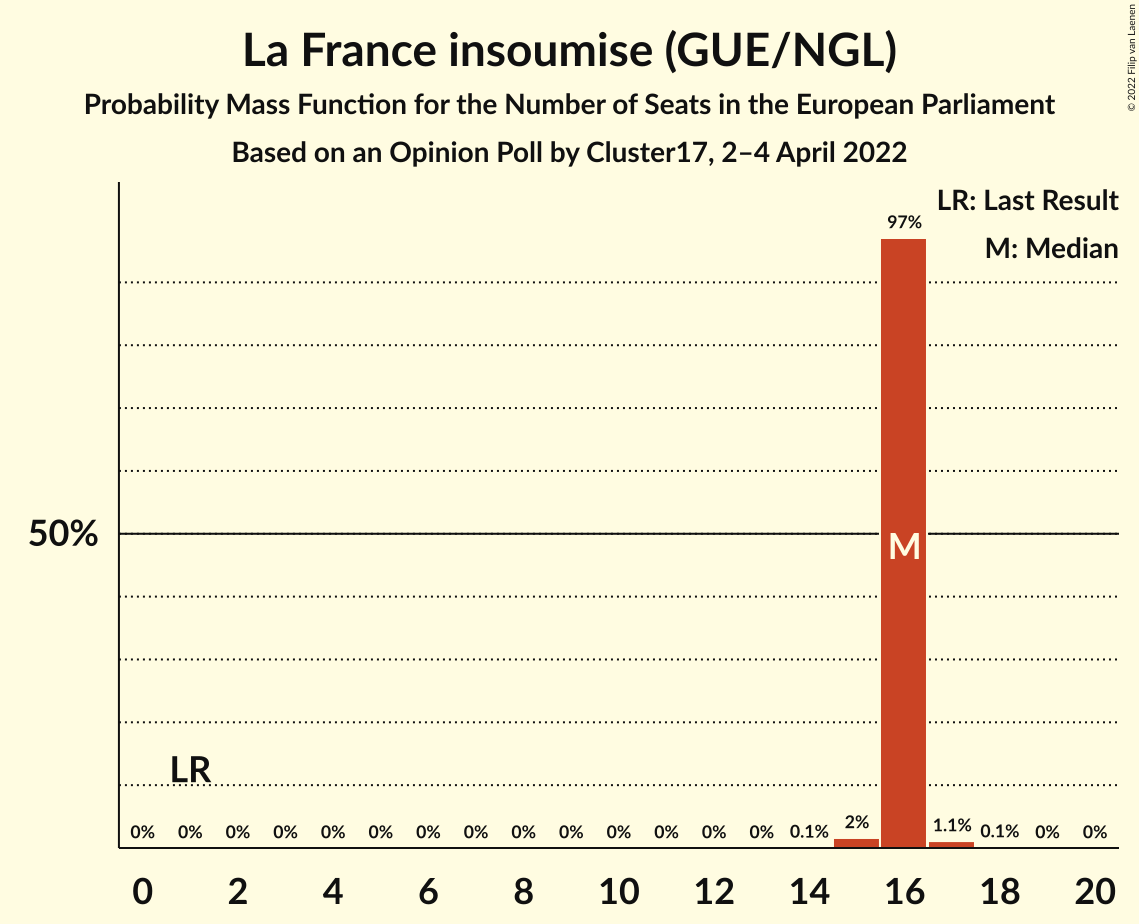 La France insoumise (GUE/NGL)
Probability Mass Function for the Number of Seats in the European Parliament
Based on an Opinion Poll by Cluster17, 2–4 April 2022
© 2022 Filip van Laenen
LR: Last Result
M: Median
97%
50%
M
LR
0% 0% 0% 0% 0% 0% 0% 0% 0% 0% 0% 0% 0% 0% 0.1% 2% 1.1% 0.1% 0% 0%
0 2 4 6 8 10 12 14 16 18 20